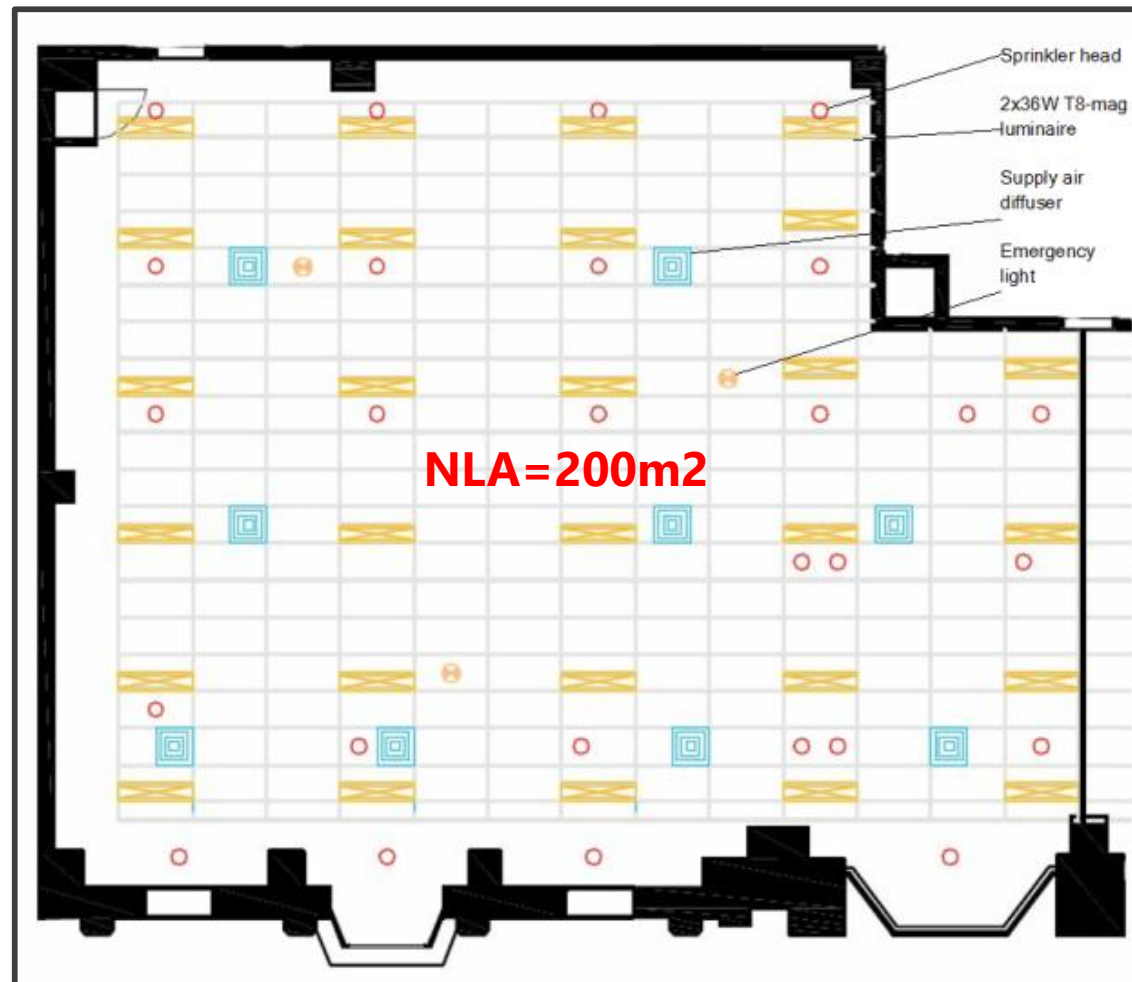 Sprinkler head
2x36W T8-mag
luminaire
Supply air
diffuser
Emergency
light
NLA=200m2